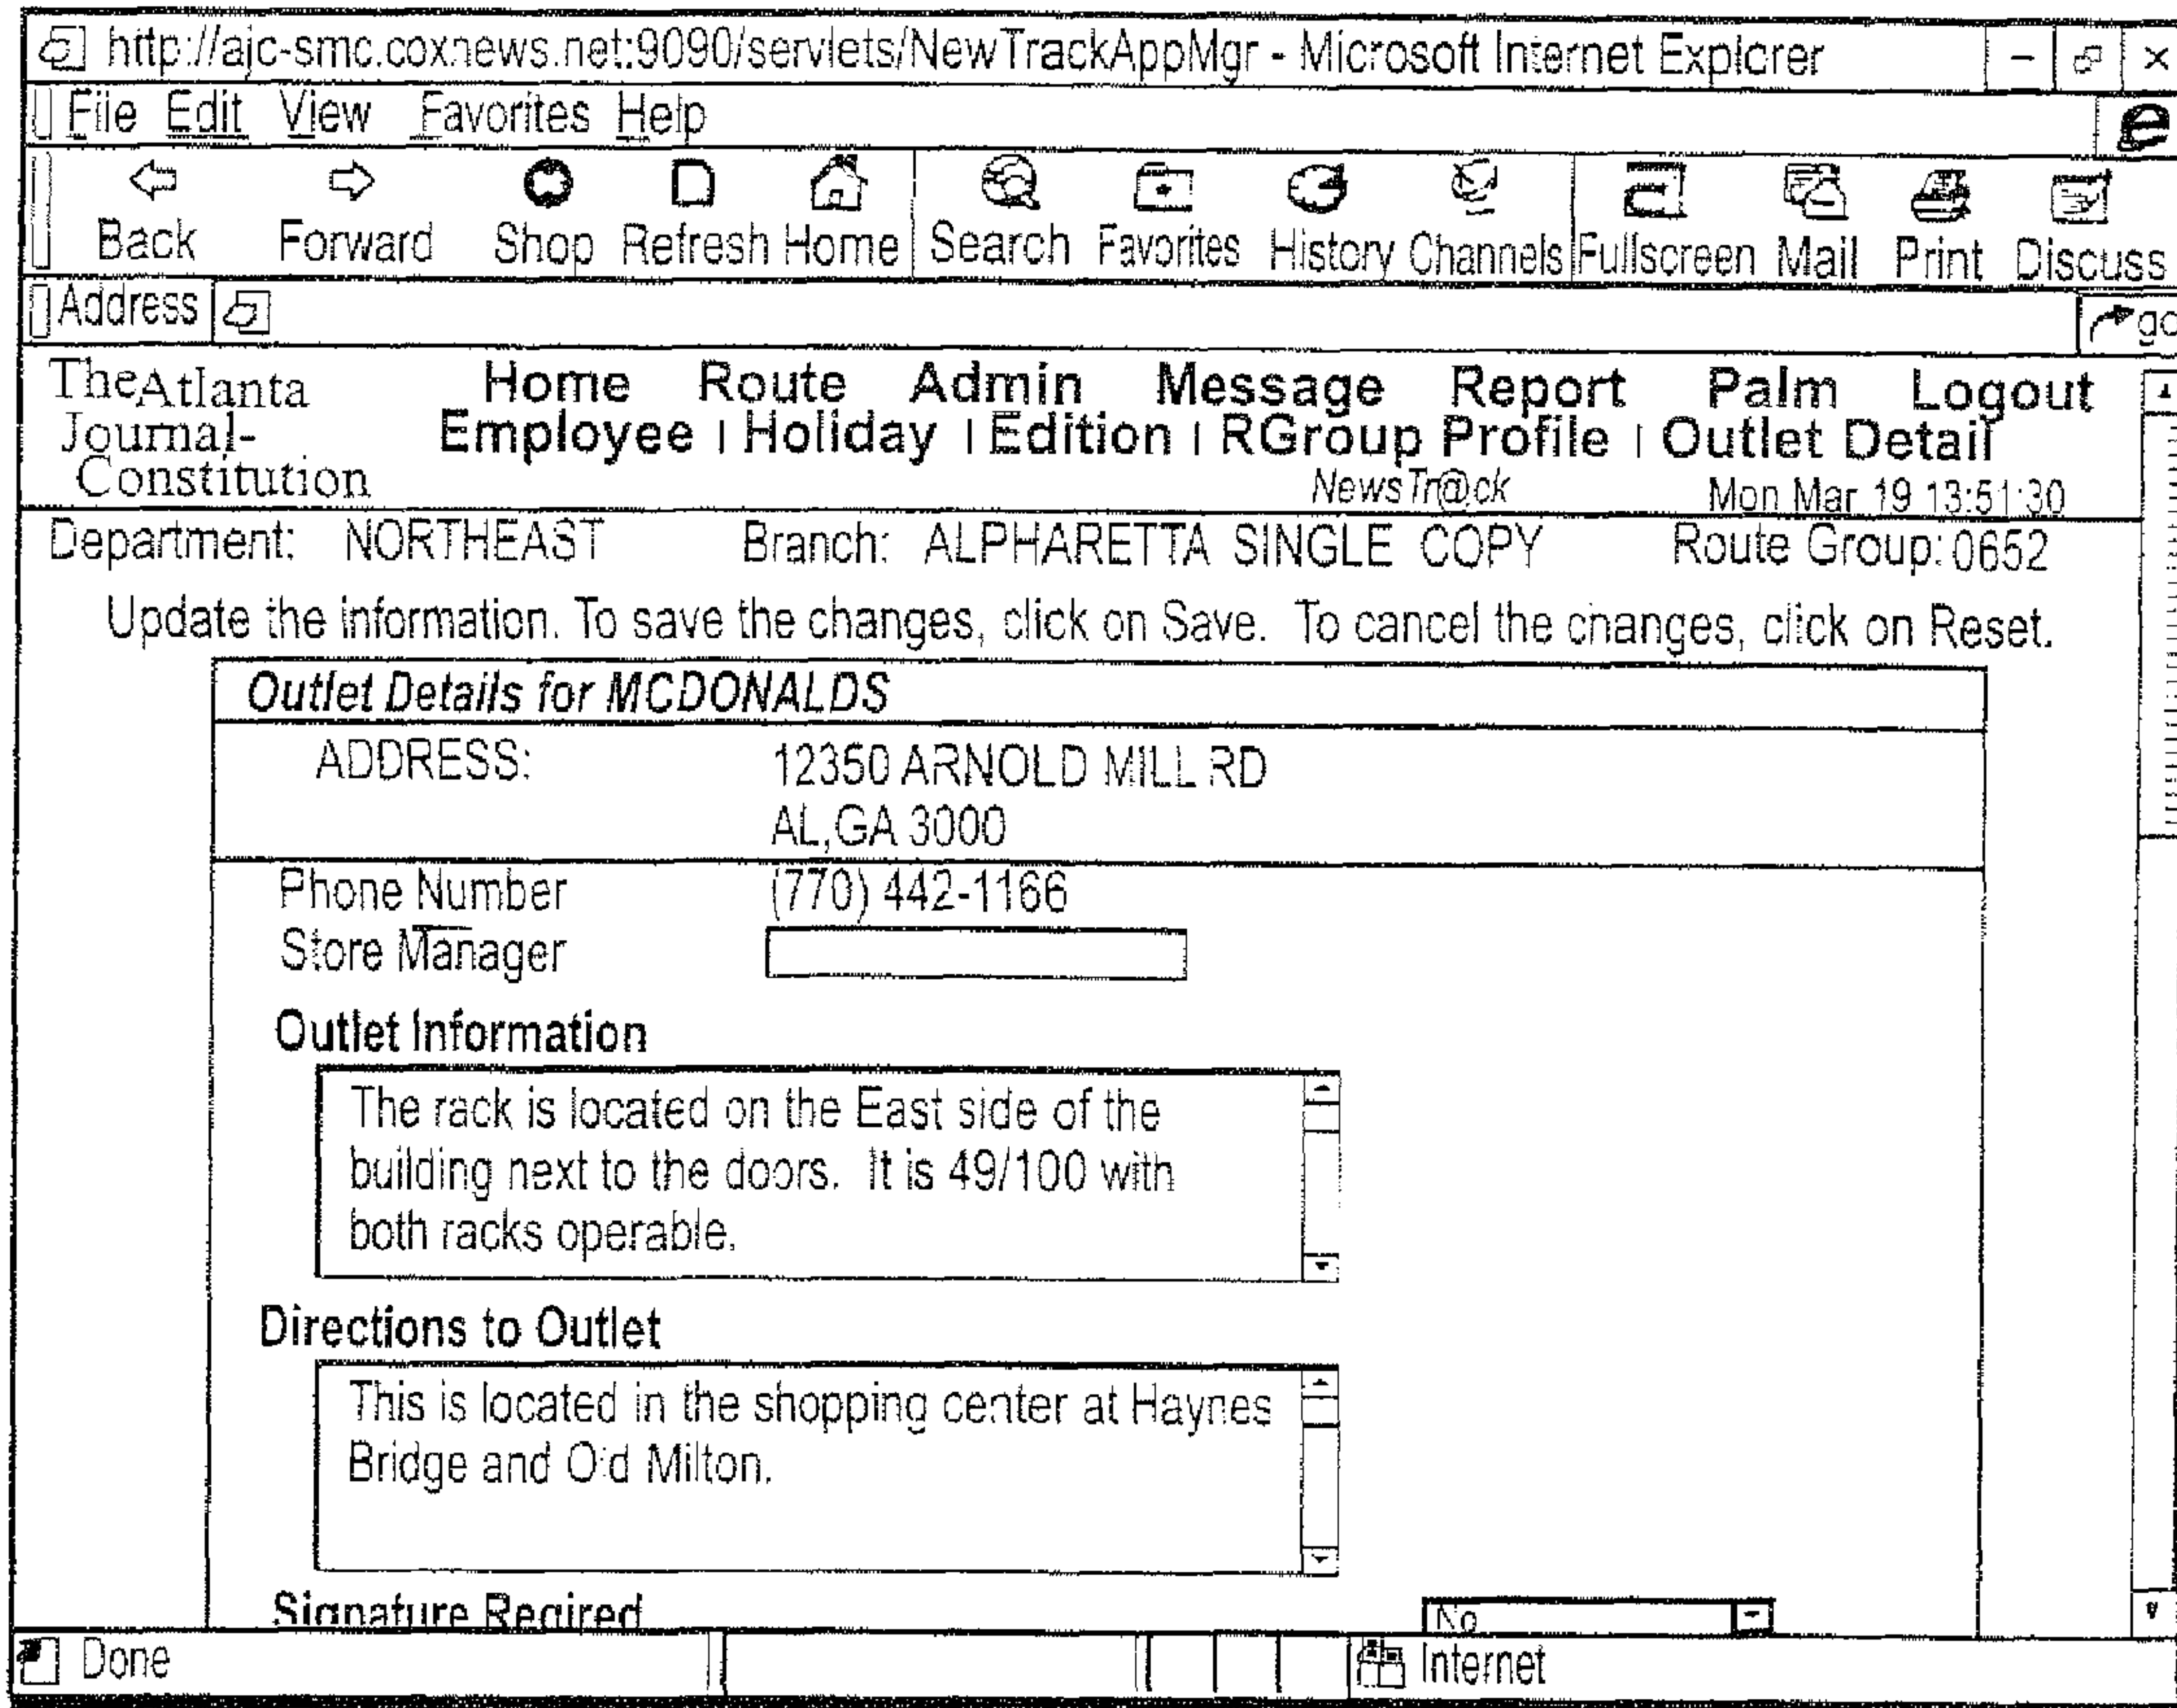 http://ajc-smc.coxnews.net:9090/servlets/NewTrackAppMgr - Microsoft Internet Explorer
File Edit View Favorites Help
Back Forward Shop Refresh Home Search Favorites History Channels Fullscreen Mail Print Discuss
Address go
The Atlanta
Journal-
Constitution
Home Route Admin Message Report Palm Logout
Employee | Holiday | Edition | RGroup Profile | Outlet Detail
NewsTr@ck Mon Mar 19 13:51:30
Department: NORTHEAST Branch: ALPHARETTA SINGLE COPY Route Group: 0652
Update the information. To save the changes, click on Save. To cancel the changes, click on Reset.
Outlet Details for MCDONALDS
ADDRESS: 12350 ARNOLD MILL RD
AL,GA 3000
Phone Number (770) 442-1166
Store Manager
Outlet Information
The rack is located on the East side of the
building next to the doors. It is 49/100 with
both racks operable.
Directions to Outlet
This is located in the shopping center at Haynes
Bridge and Old Milton.
Signature Reqired No
Done Internet